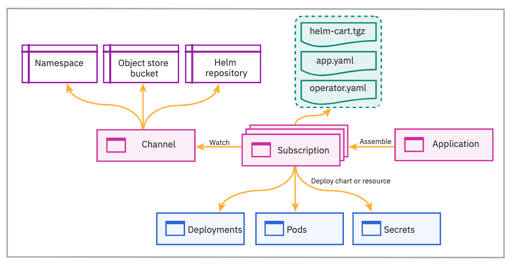 helm-cart.tgz
app.yaml
operator.yaml
Namespace
Object store
bucket
Helm
repository
Channel
Watch
Subscription
Assemble
Application
Deploy chart or resource
Deployments
Pods
Secrets